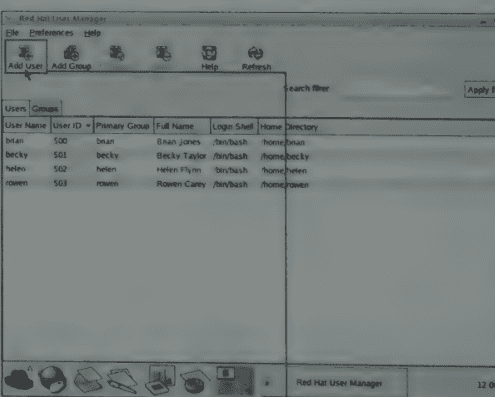 Red Hat User Manager
File Preferences Help
Add User Add Group Help Refresh
Search filter Apply
Users Groups
User Name User ID Primary Group Full Name Login Shell Home Directory
brian 500 brian Brian Jones /bin/bash /home/brian
becky 501 becky Becky Taylor /bin/bash /home/becky
helen 502 helen Helen Flynn /bin/bash /home/helen
rowen 503 rowen Rowen Carey /bin/bash /home/rowen
Red Hat User Manager